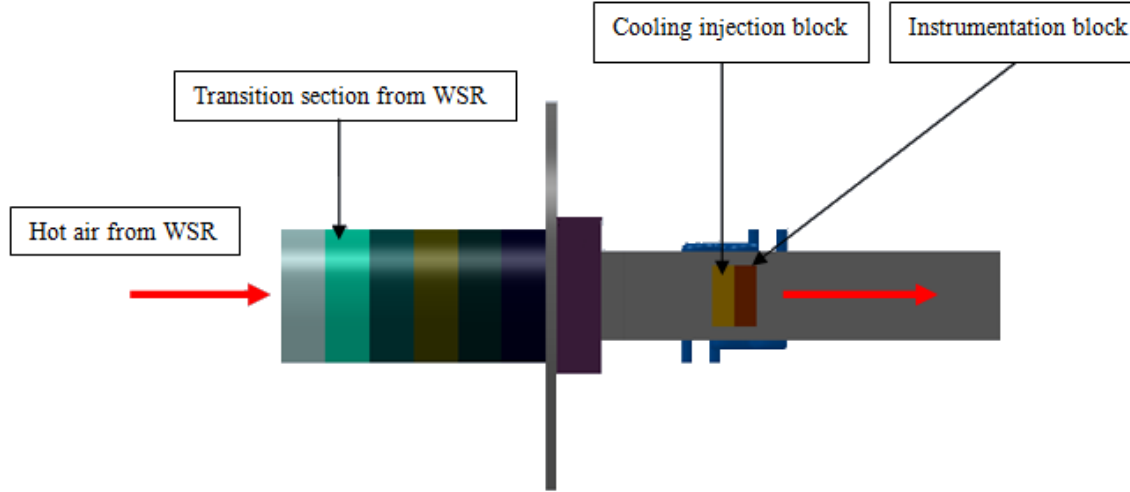 Cooling injection block
Instrumentation block
Transition section from WSR
Hot air from WSR